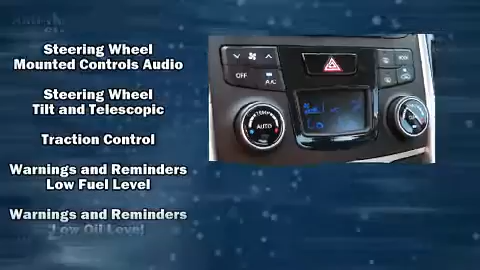 Steering Wheel
Mounted Controls Audio
Steering Wheel
Tilt and Telescopic
Traction Control
Warnings and Reminders
Low Fuel Level
Warnings and Reminders
Low Oil Level
OFF
A/C
TEMP
AUTO